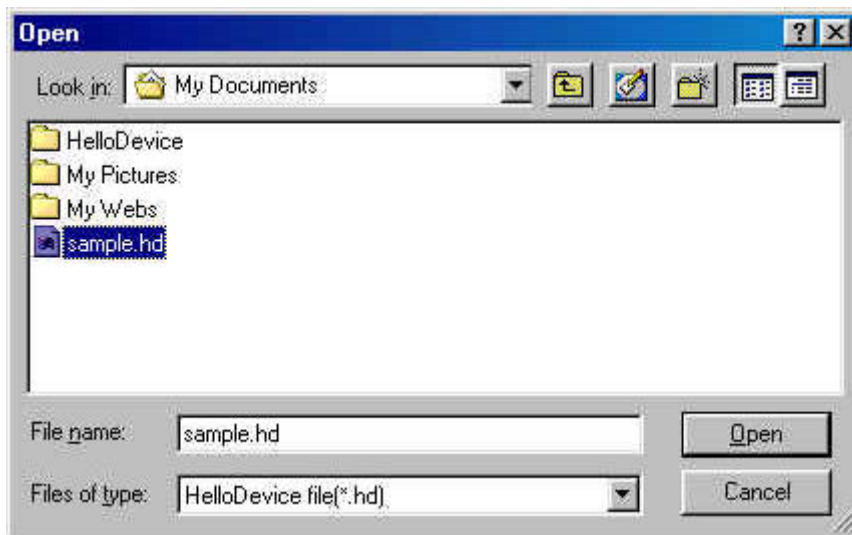 Open
Look in: My Documents
HelloDevice
My Pictures
My Webs
sample.hd
File name: sample.hd Open
Files of type: HelloDevice file(*.hd) Cancel